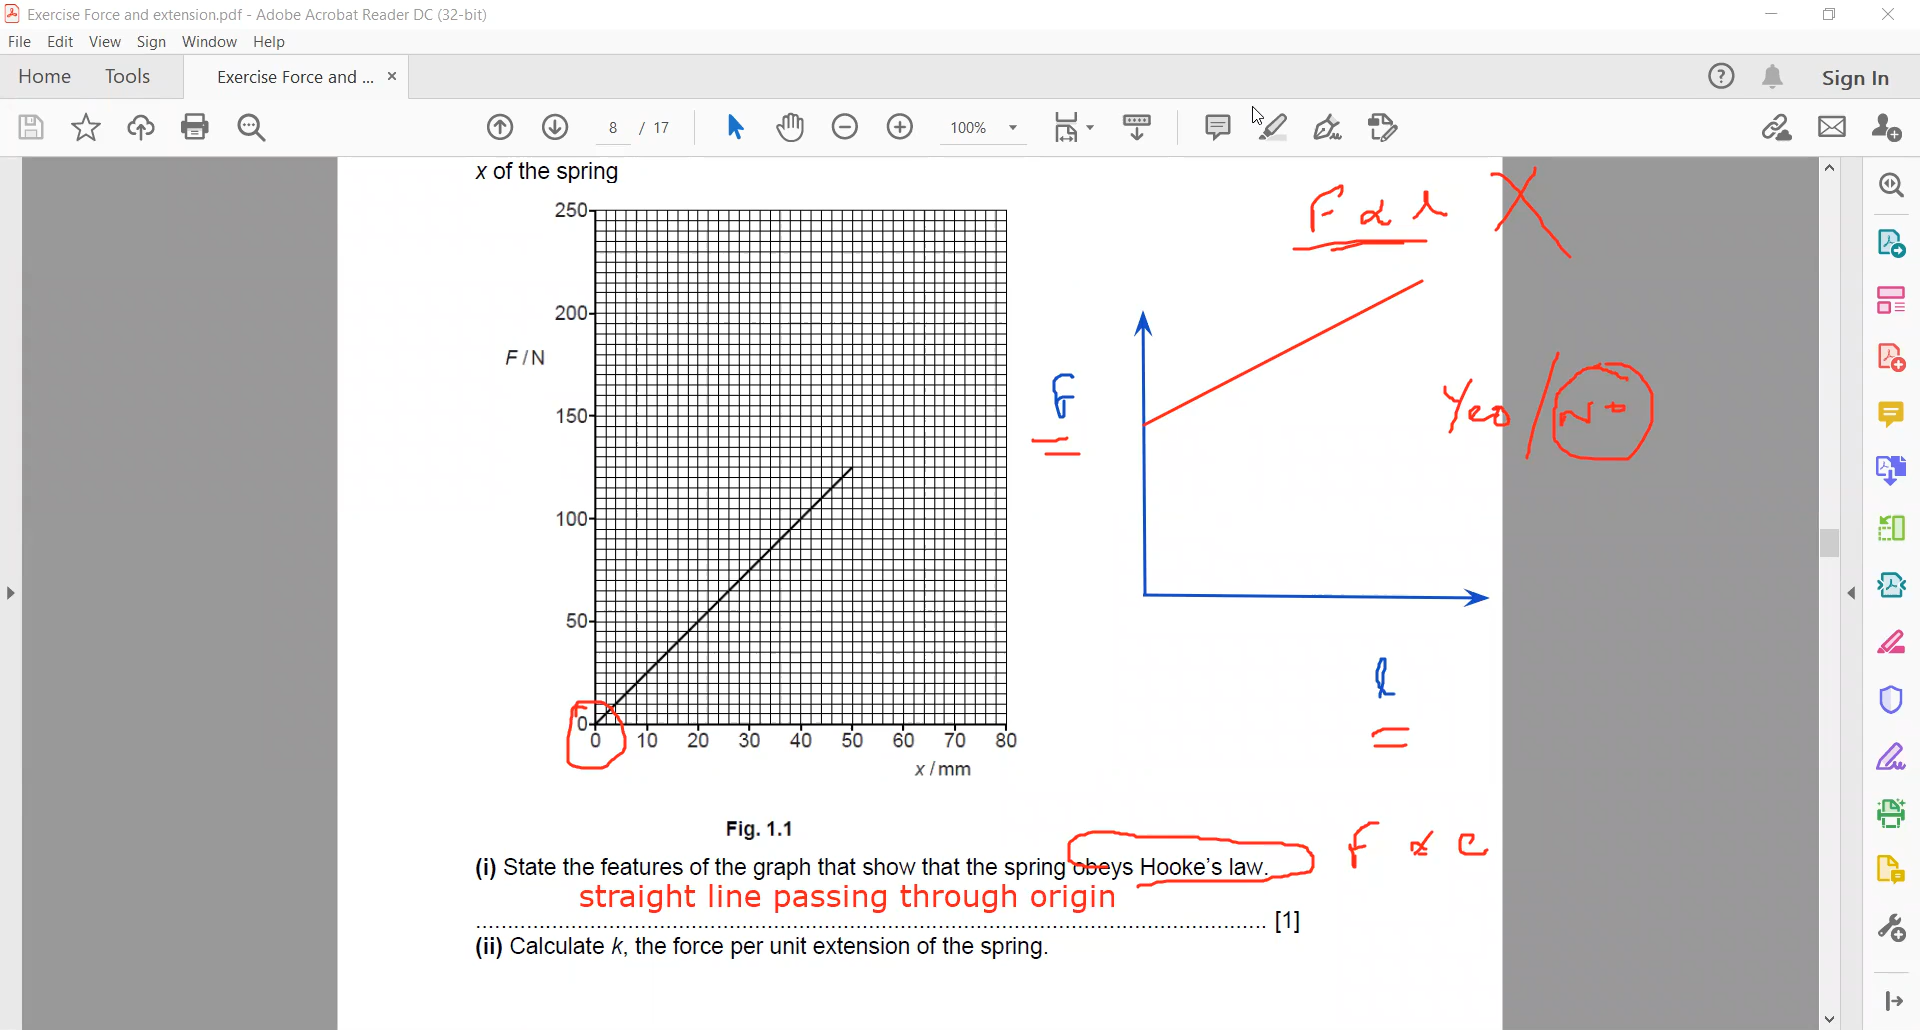 Exercise Force and extension.pdf - Adobe Acrobat Reader DC (32-bit)
File Edit View Sign Window Help
Home Tools Exercise Force and ... × Sign In
8 / 17 100%
x of the spring
F ∝ l X
250
200
F / N
150
100
50
0
0 10 20 30 40 50 60 70 80
x / mm
F
Yes / No
l
Fig. 1.1
F ∝ e
(i) State the features of the graph that show that the spring obeys Hooke's law.
straight line passing through origin
[1]
(ii) Calculate k, the force per unit extension of the spring.